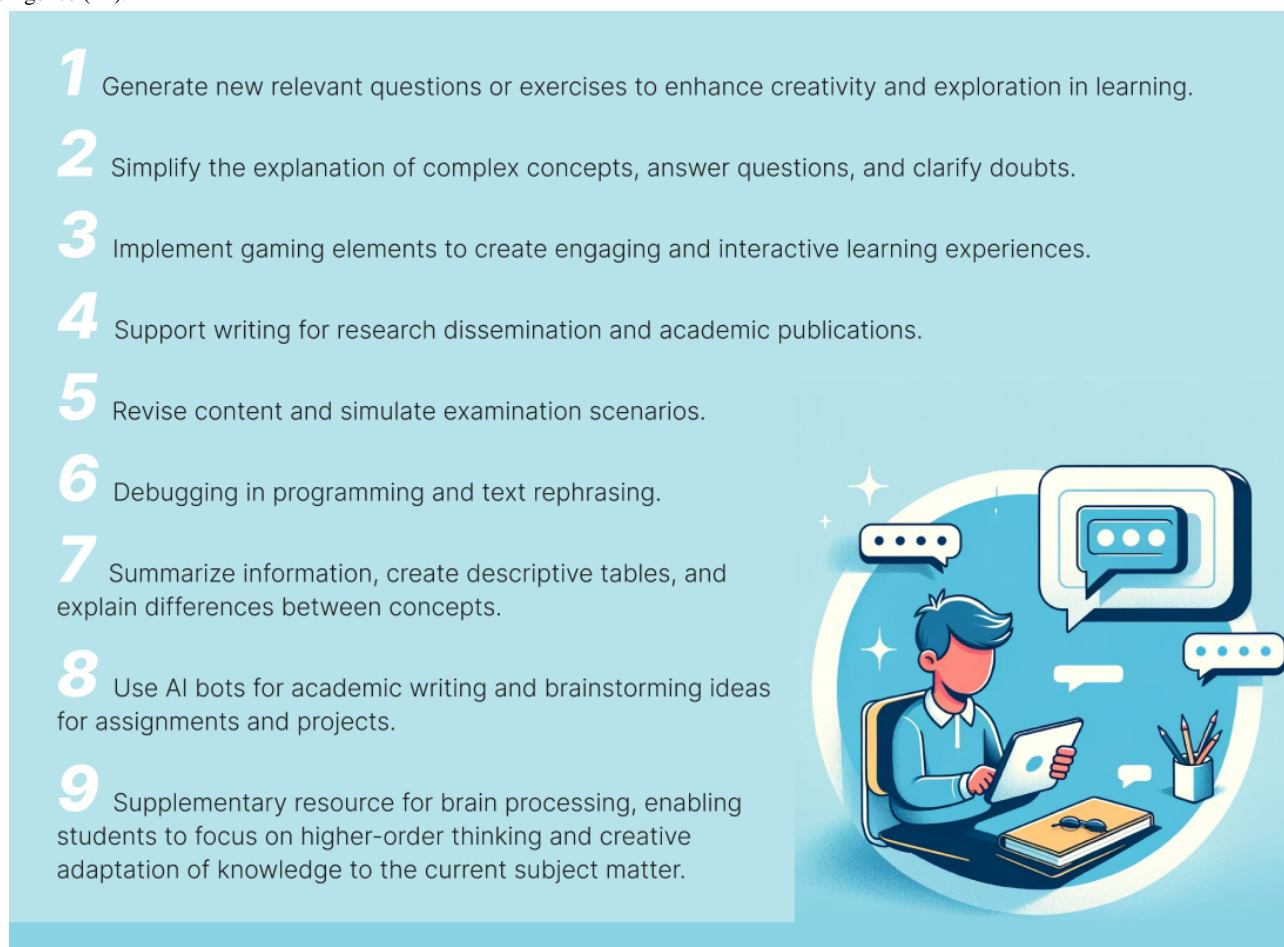 1 Generate new relevant questions or exercises to enhance creativity and exploration in learning.
2 Simplify the explanation of complex concepts, answer questions, and clarify doubts.
3 Implement gaming elements to create engaging and interactive learning experiences.
4 Support writing for research dissemination and academic publications.
5 Revise content and simulate examination scenarios.
6 Debugging in programming and text rephrasing.
7 Summarize information, create descriptive tables, and
explain differences between concepts.
8 Use AI bots for academic writing and brainstorming ideas
for assignments and projects.
9 Supplementary resource for brain processing, enabling
students to focus on higher-order thinking and creative
adaptation of knowledge to the current subject matter.